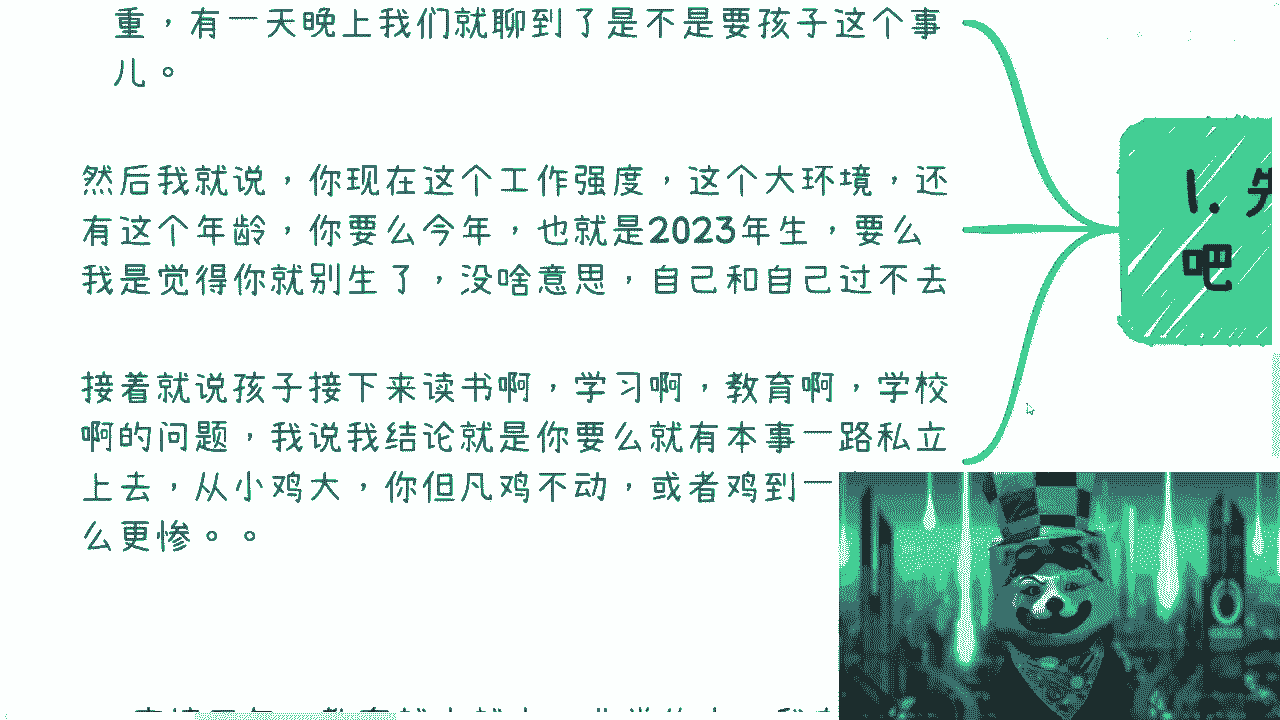 重，有一天晚上我们就聊到了是不是要孩子这个事
儿。
然后我就说，你现在这个工作强度，这个大环境，还
有这个年龄，你要么今年，也就是2023年生，要么
我是觉得你就别生了，没啥意思，自己和自己过不去
接着就说孩子接下来读书啊，学习啊，教育啊，学校
啊的问题，我说我结论就是你要么就有本事一路私立
上去，从小鸡大，你但凡鸡不动，或者鸡到一
么更惨。。
1. 先
吧